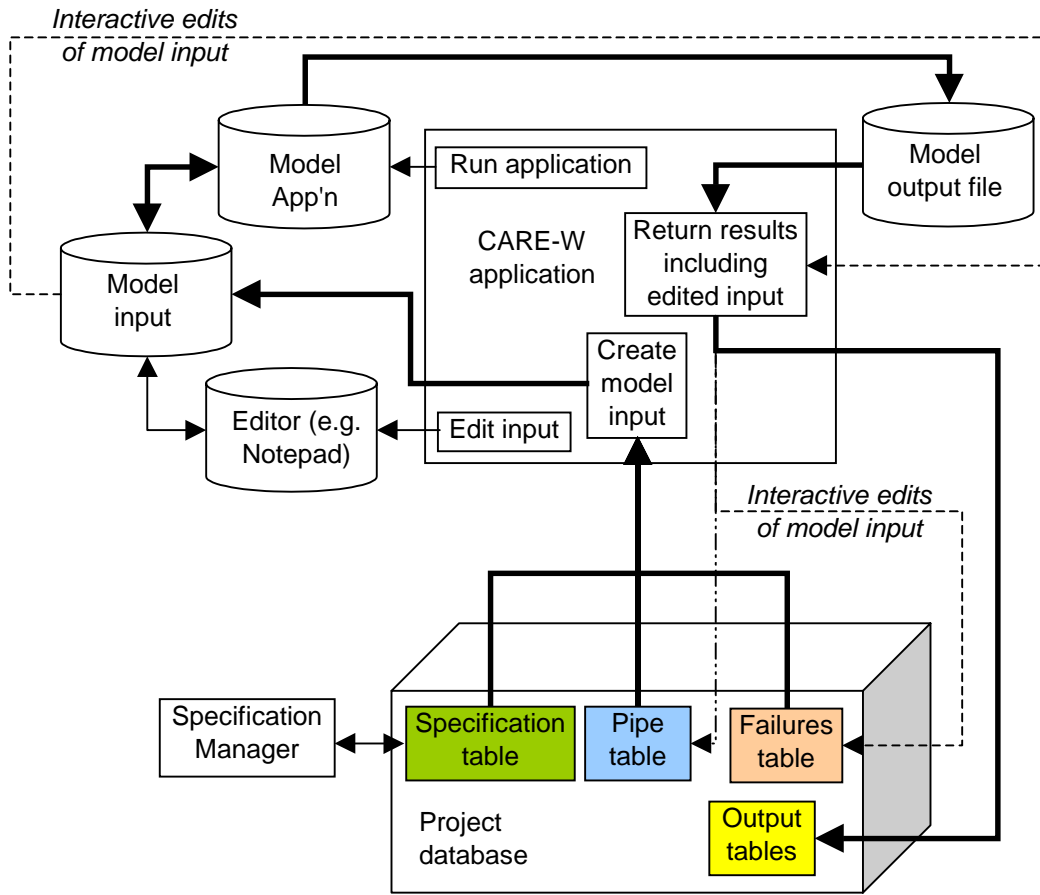 Interactive edits
of model input
Model
App'n
Run application
Model
output file
CARE-W
application
Return results
including
edited input
Model
input
Create
model
input
Editor (e.g.
Notepad)
Edit input
Interactive edits
of model input
Specification
Manager
Specification
table
Pipe
table
Failures
table
Project
database
Output
tables